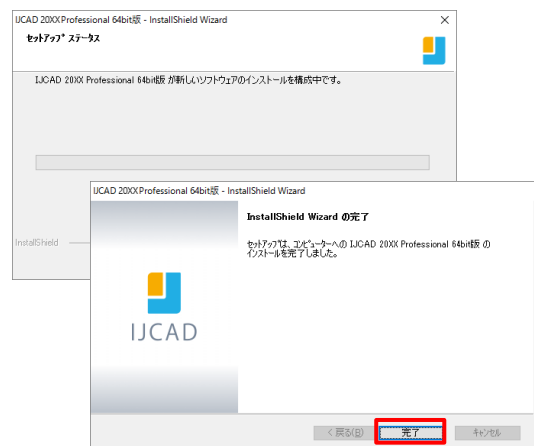 IJCAD 20XX Professional 64bit版 - InstallShield Wizard
セットアップ ステータス
IJCAD 20XX Professional 64bit版 が新しいソフトウェアのインストールを構成中です。
InstallShield
IJCAD 20XX Professional 64bit版 - InstallShield Wizard
InstallShield Wizard の完了
セットアップは、コンピューターへの IJCAD 20XX Professional 64bit版 の
インストールを完了しました。
IJCAD
< 戻る(B)
完了
キャンセル